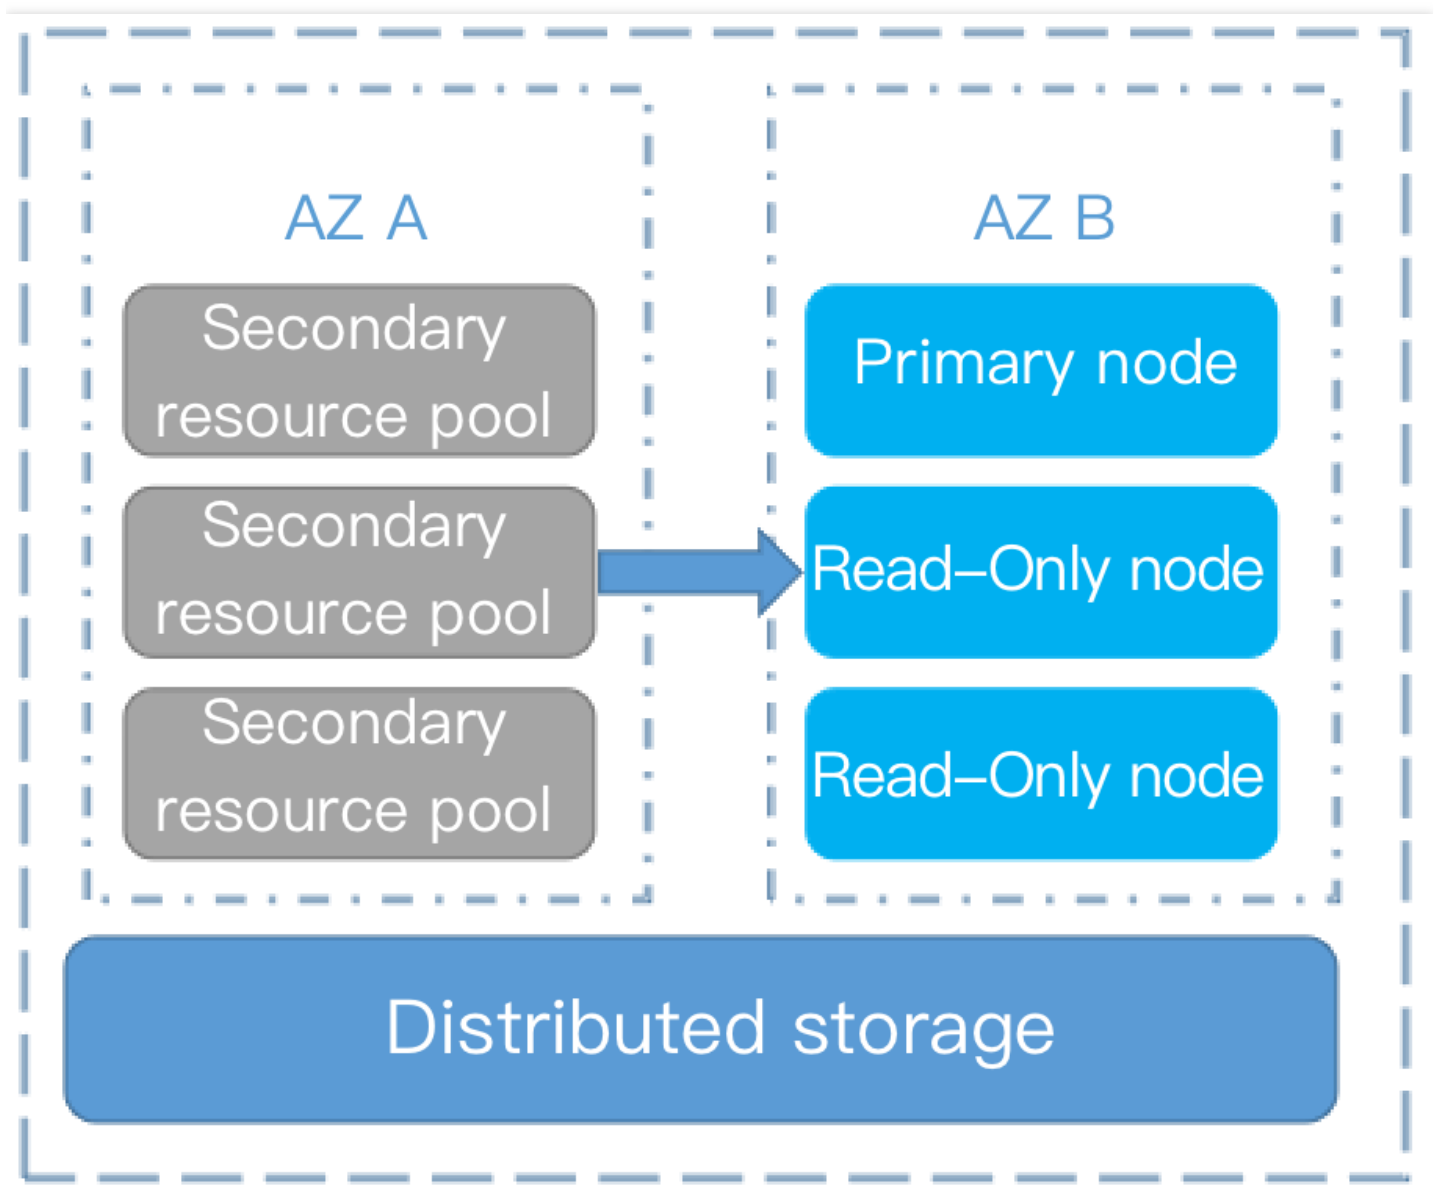 AZ A
Secondary
resource pool
Secondary
resource pool
Secondary
resource pool
AZ B
Primary node
Read–Only node
Read–Only node
Distributed storage